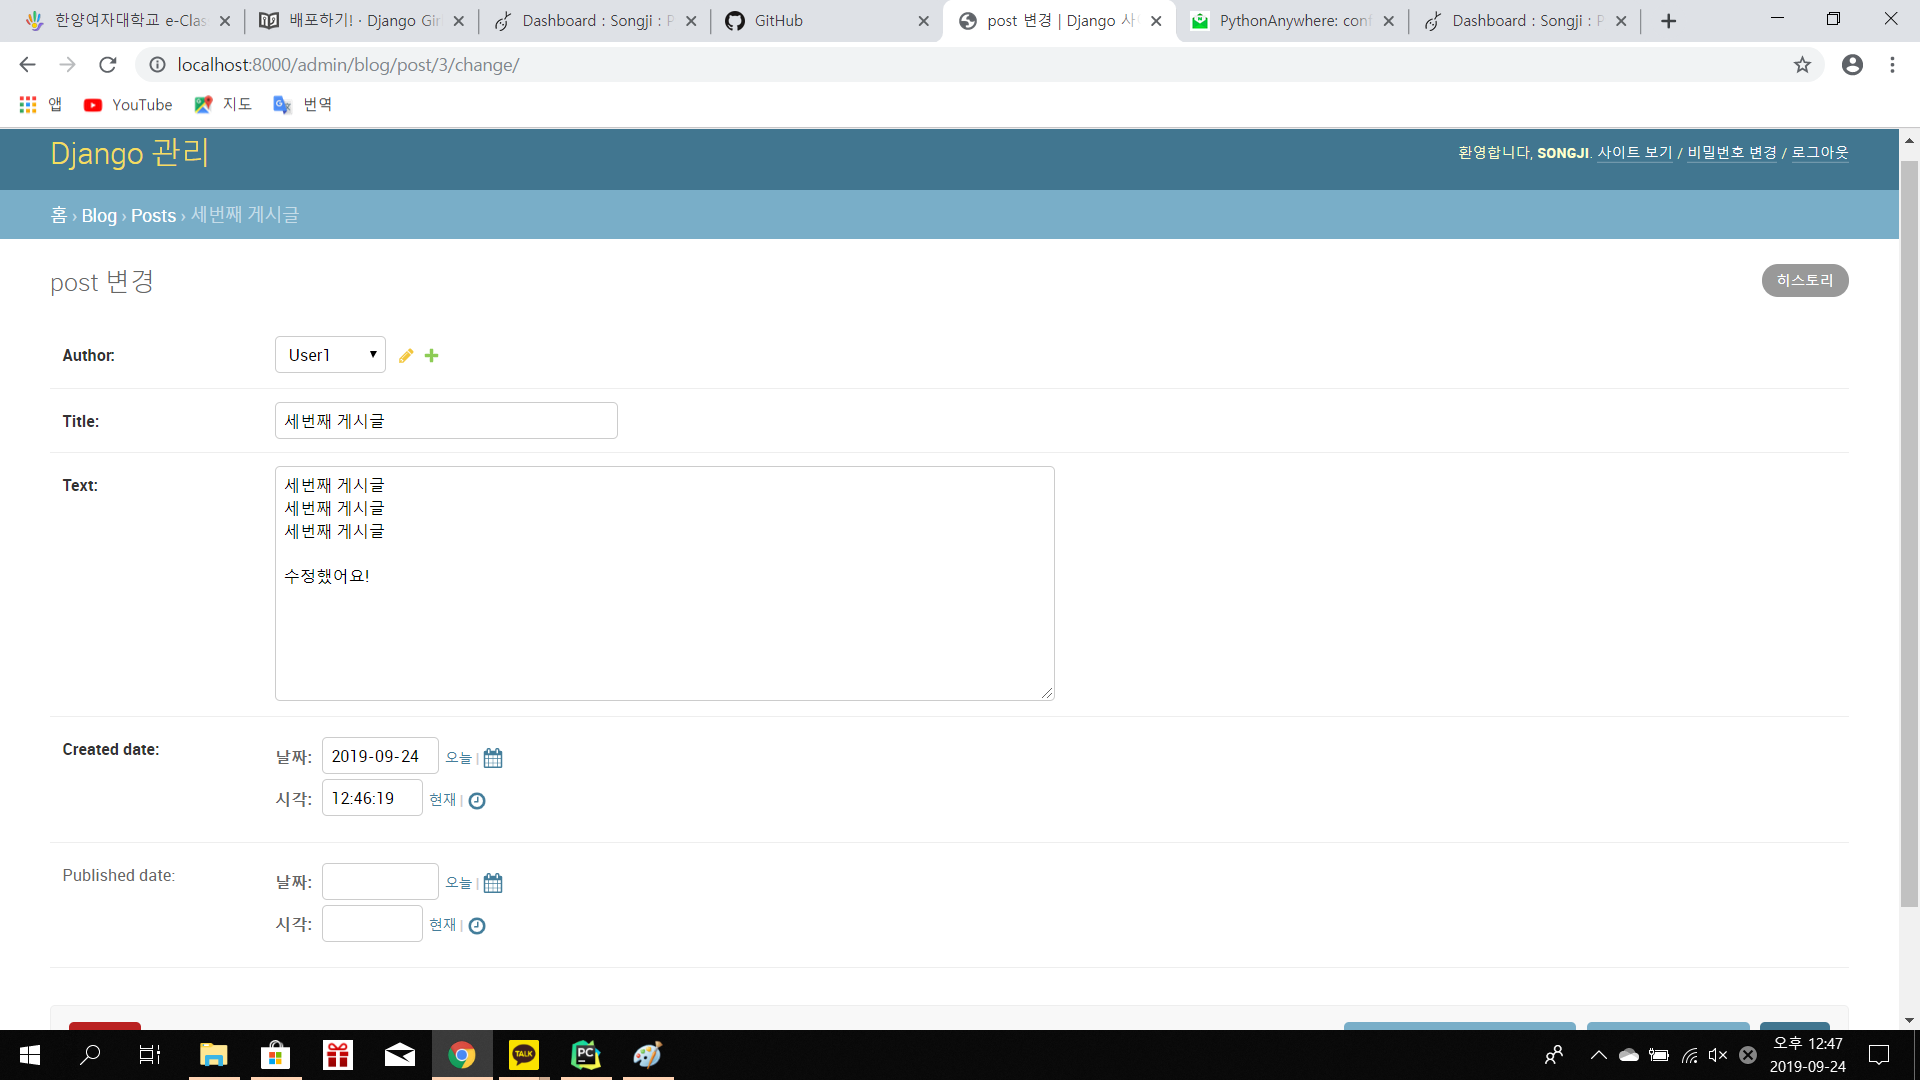 한양여자대학교 e-Clas
배포하기! · Django Gir
Dashboard : Songji : P
GitHub
post 변경 | Django 사이
PythonAnywhere: conf
Dashboard : Songji : P
localhost:8000/admin/blog/post/3/change/
앱
YouTube
지도
번역
Django 관리
환영합니다, SONGJI. 사이트 보기 / 비밀번호 변경 / 로그아웃
홈 › Blog › Posts › 세번째 게시글
post 변경
히스토리
Author:
User1
Title:
세번째 게시글
Text:
세번째 게시글
세번째 게시글
세번째 게시글
수정했어요!
Created date:
날짜: 2019-09-24 오늘 |
시각: 12:46:19 현재 |
Published date:
날짜: 오늘 |
시각: 현재 |
TALK
PC
오후 12:47
2019-09-24